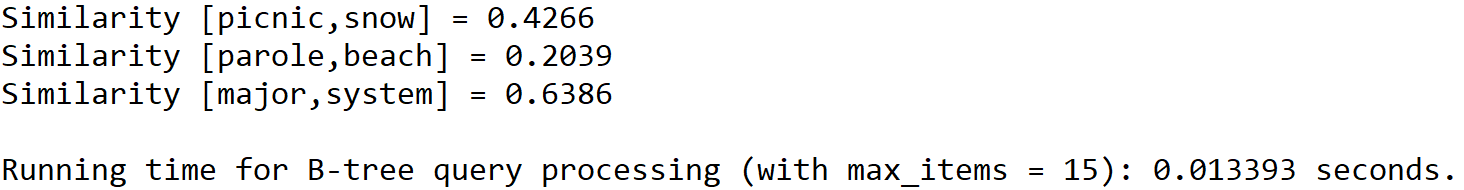 Similarity [picnic,snow] = 0.4266
Similarity [parole,beach] = 0.2039
Similarity [major,system] = 0.6386
Running time for B-tree query processing (with max_items = 15): 0.013393 seconds.